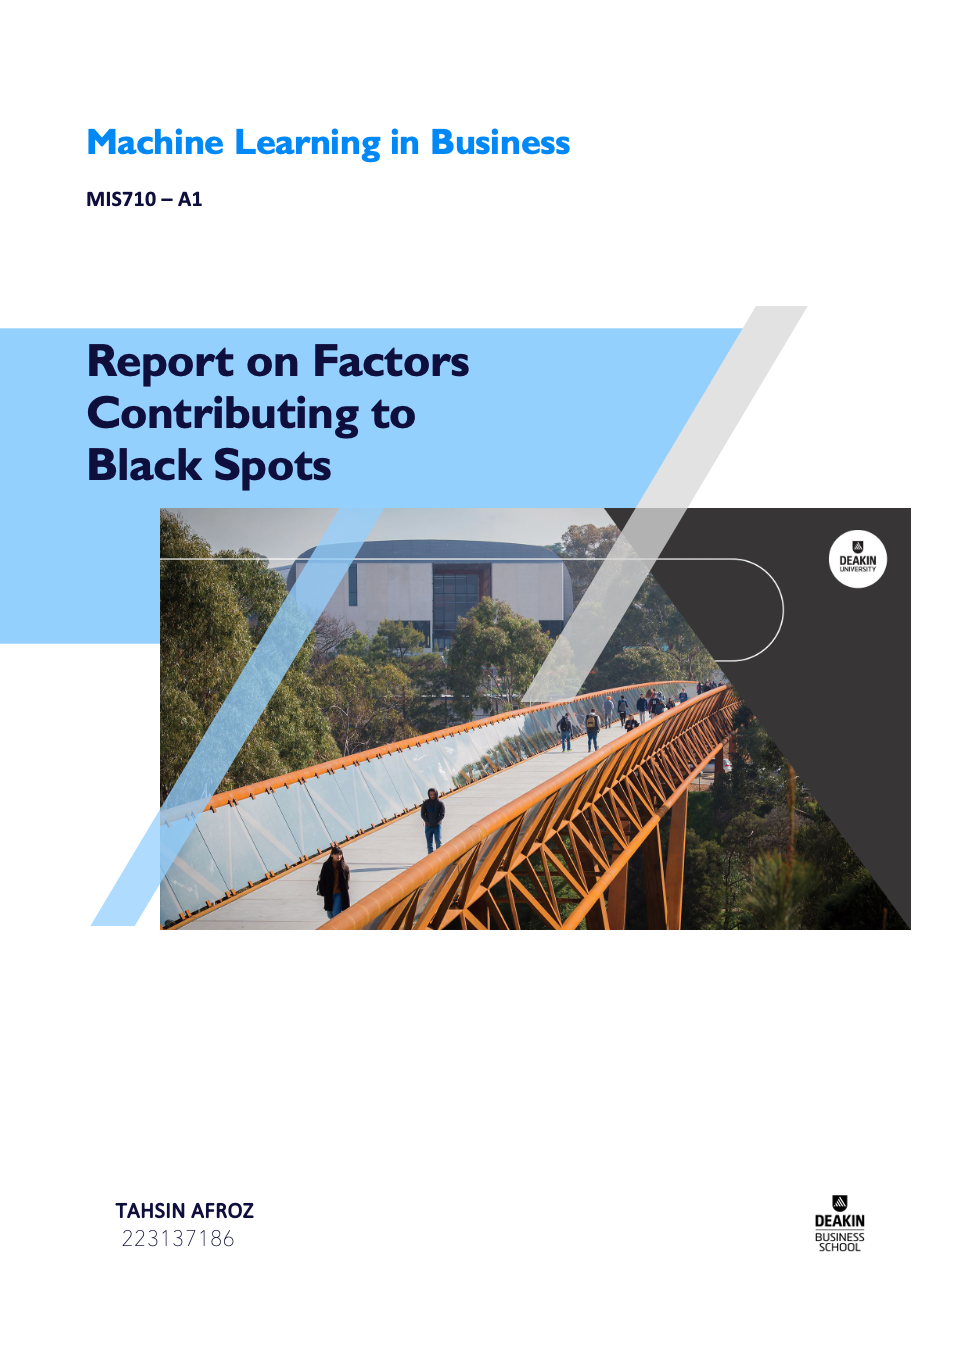 Machine Learning in Business
MIS710 – A1
Report on Factors
Contributing to
Black Spots
DEAKIN
UNIVERSITY
TAHSIN AFROZ
223137186
DEAKIN
BUSINESS
SCHOOL